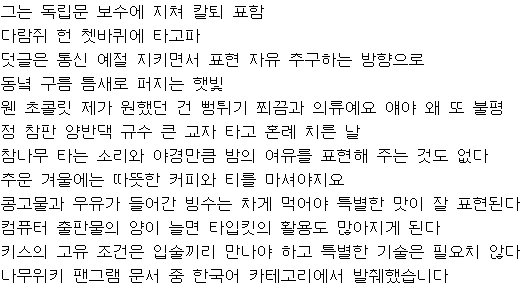 그는 독립문 보수에 지쳐 칼퇴 표함
다람쥐 헌 쳇바퀴에 타고파
덧글은 통신 예절 지키면서 표현 자유 추구하는 방향으로
동녘 구름 틈새로 퍼지는 햇빛
웬 초콜릿 제가 원했던 건 뻥튀기 쬐끔과 의류예요 얘야 왜 또 불평
정 참판 양반댁 규수 큰 교자 타고 혼례 치른 날
참나무 타는 소리와 야경만큼 밤의 여유를 표현해 주는 것도 없다
추운 겨울에는 따뜻한 커피와 티를 마셔야지요
콩고물과 우유가 들어간 빙수는 차게 먹어야 특별한 맛이 잘 표현된다
컴퓨터 출판물의 양이 늘면 타입킷의 활용도 많아지게 된다
키스의 고유 조건은 입술끼리 만나야 하고 특별한 기술은 필요치 않다
나무위키 팬그램 문서 중 한국어 카테고리에서 발췌했습니다